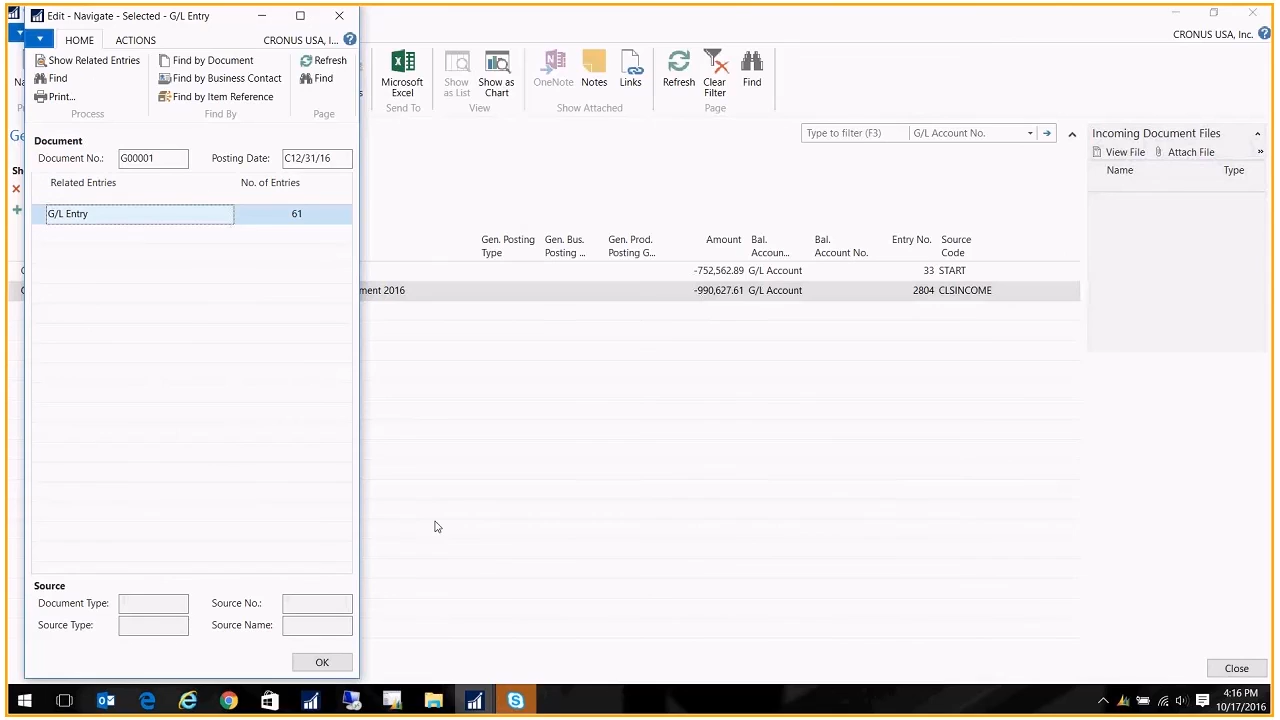 Edit - Navigate - Selected - G/L Entry
HOME ACTIONS CRONUS USA, I...
Show Related Entries
Find
Print...
Process
Find by Document
Find by Business Contact
Find by Item Reference
Find By
Refresh
Find
Page
Document
Document No.: G00001 Posting Date: C12/31/16
Related Entries No. of Entries
G/L Entry 61
Source
Document Type: Source No.:
Source Type: Source Name:
OK
CRONUS USA, Inc.
Microsoft Excel
Send To
Show as List
Show as Chart
View
OneNote
Notes
Links
Show Attached
Refresh
Clear Filter
Find
Page
Type to filter (F3) G/L Account No.
Gen. Posting Type
Gen. Bus. Posting ...
Gen. Prod. Posting G...
Amount
Bal. Accoun...
Bal. Account No.
Entry No.
Source Code
-752,562.89 G/L Account 33 START
ment 2016 -990,627.61 G/L Account 2804 CLSINCOME
Incoming Document Files
View File Attach File »
Name Type
Close
4:16 PM
10/17/2016